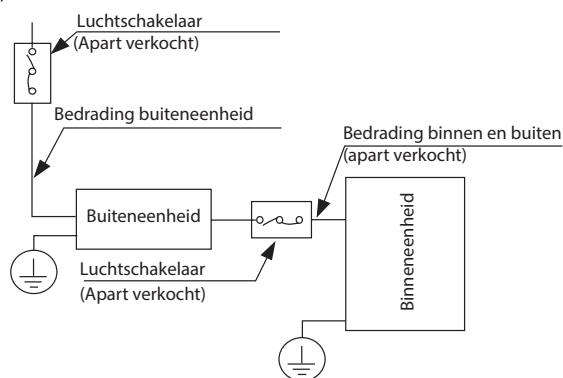 Luchtschakelaar
(Apart verkocht)
Bedrading buiteneenheid
Bedrading binnen en buiten
(apart verkocht)
Buiteneenheid
Binneneenheid
Luchtschakelaar
(Apart verkocht)